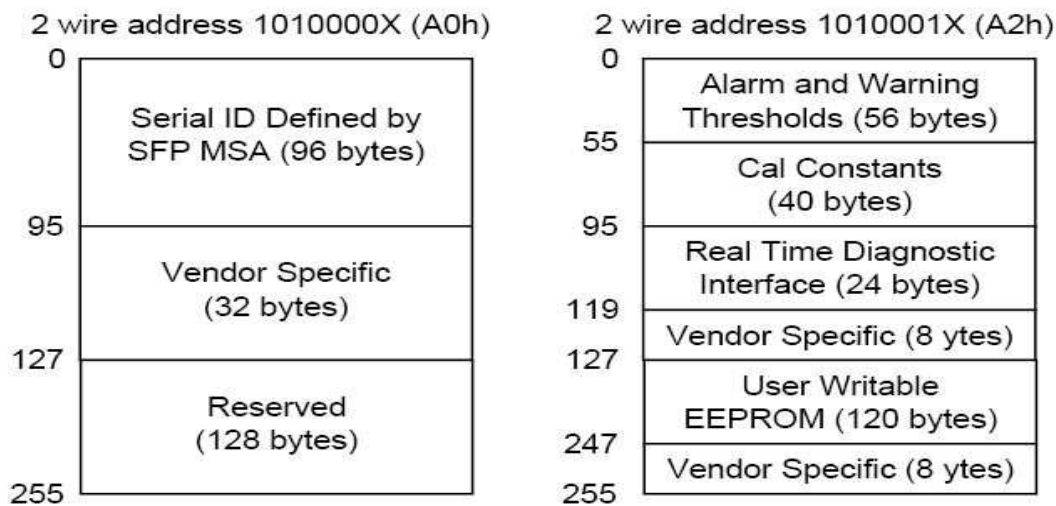 2 wire address 1010000X (A0h)
0
Serial ID Defined by
SFP MSA (96 bytes)
95
Vendor Specific
(32 bytes)
127
Reserved
(128 bytes)
255
2 wire address 1010001X (A2h)
0
Alarm and Warning
Thresholds (56 bytes)
55
Cal Constants
(40 bytes)
95
Real Time Diagnostic
Interface (24 bytes)
119
Vendor Specific (8 ytes)
127
User Writable
EEPROM (120 bytes)
247
Vendor Specific (8 ytes)
255